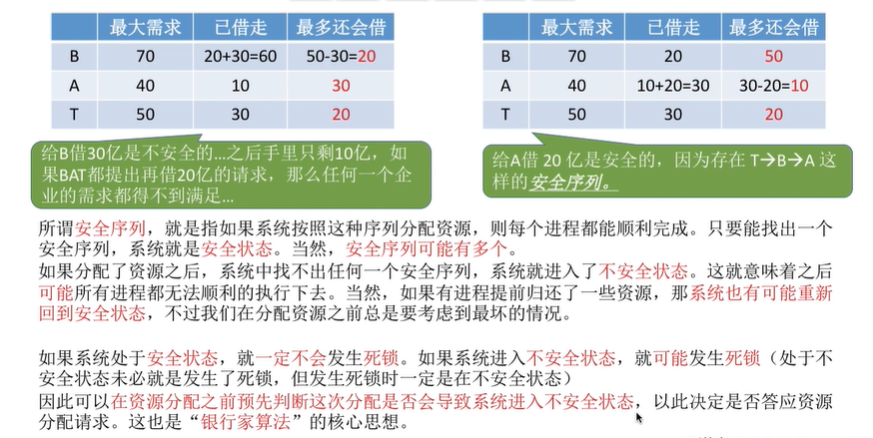 最大需求 已借走 最多还会借
B 70 20+30=60 50-30=20
A 40 10 30
T 50 30 20
给B借30亿是不安全的...之后手里只剩10亿，如
果BAT都提出再借20亿的请求，那么任何一个企
业的需求都得不到满足...
最大需求 已借走 最多还会借
B 70 20 50
A 40 10+20=30 30-20=10
T 50 30 20
给A借 20 亿是安全的，因为存在 T→B→A 这
样的安全序列。
所谓安全序列，就是指如果系统按照这种序列分配资源，则每个进程都能顺利完成。只要能找出一个
安全序列，系统就是安全状态。当然，安全序列可能有多个。
如果分配了资源之后，系统中找不出任何一个安全序列，系统就进入了不安全状态。这就意味着之后
可能所有进程都无法顺利的执行下去。当然，如果有进程提前归还了一些资源，那系统也有可能重新
回到安全状态，不过我们在分配资源之前总是要考虑到最坏的情况。
如果系统处于安全状态，就一定不会发生死锁。如果系统进入不安全状态，就可能发生死锁（处于不
安全状态未必就是发生了死锁，但发生死锁时一定是在不安全状态）
因此可以在资源分配之前预先判断这次分配是否会导致系统进入不安全状态，以此决定是否答应资源
分配请求。这也是“银行家算法”的核心思想。